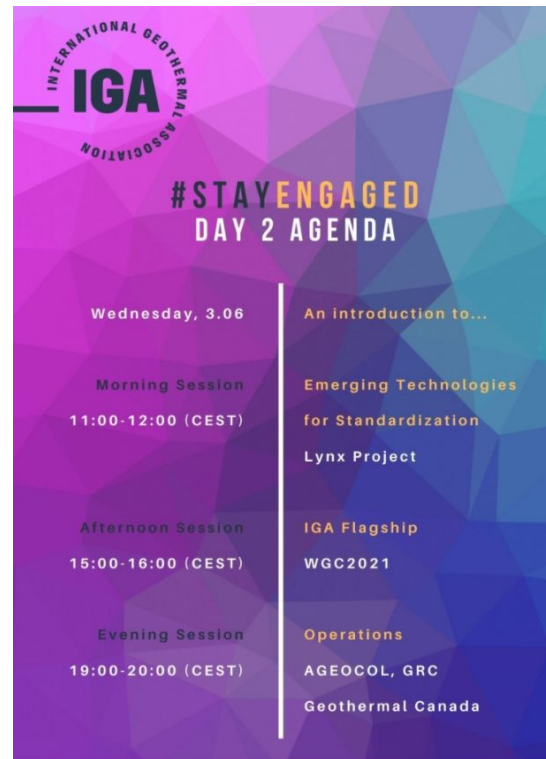 INTERNATIONAL GEOTHERMAL ASSOCIATION
IGA
#STAYENGAGED
DAY 2 AGENDA
Wednesday, 3.06
An introduction to...
Morning Session
Emerging Technologies
11:00-12:00 (CEST)
for Standardization
Lynx Project
Afternoon Session
IGA Flagship
15:00-16:00 (CEST)
WGC2021
Evening Session
Operations
19:00-20:00 (CEST)
AGEOCOL, GRC
Geothermal Canada